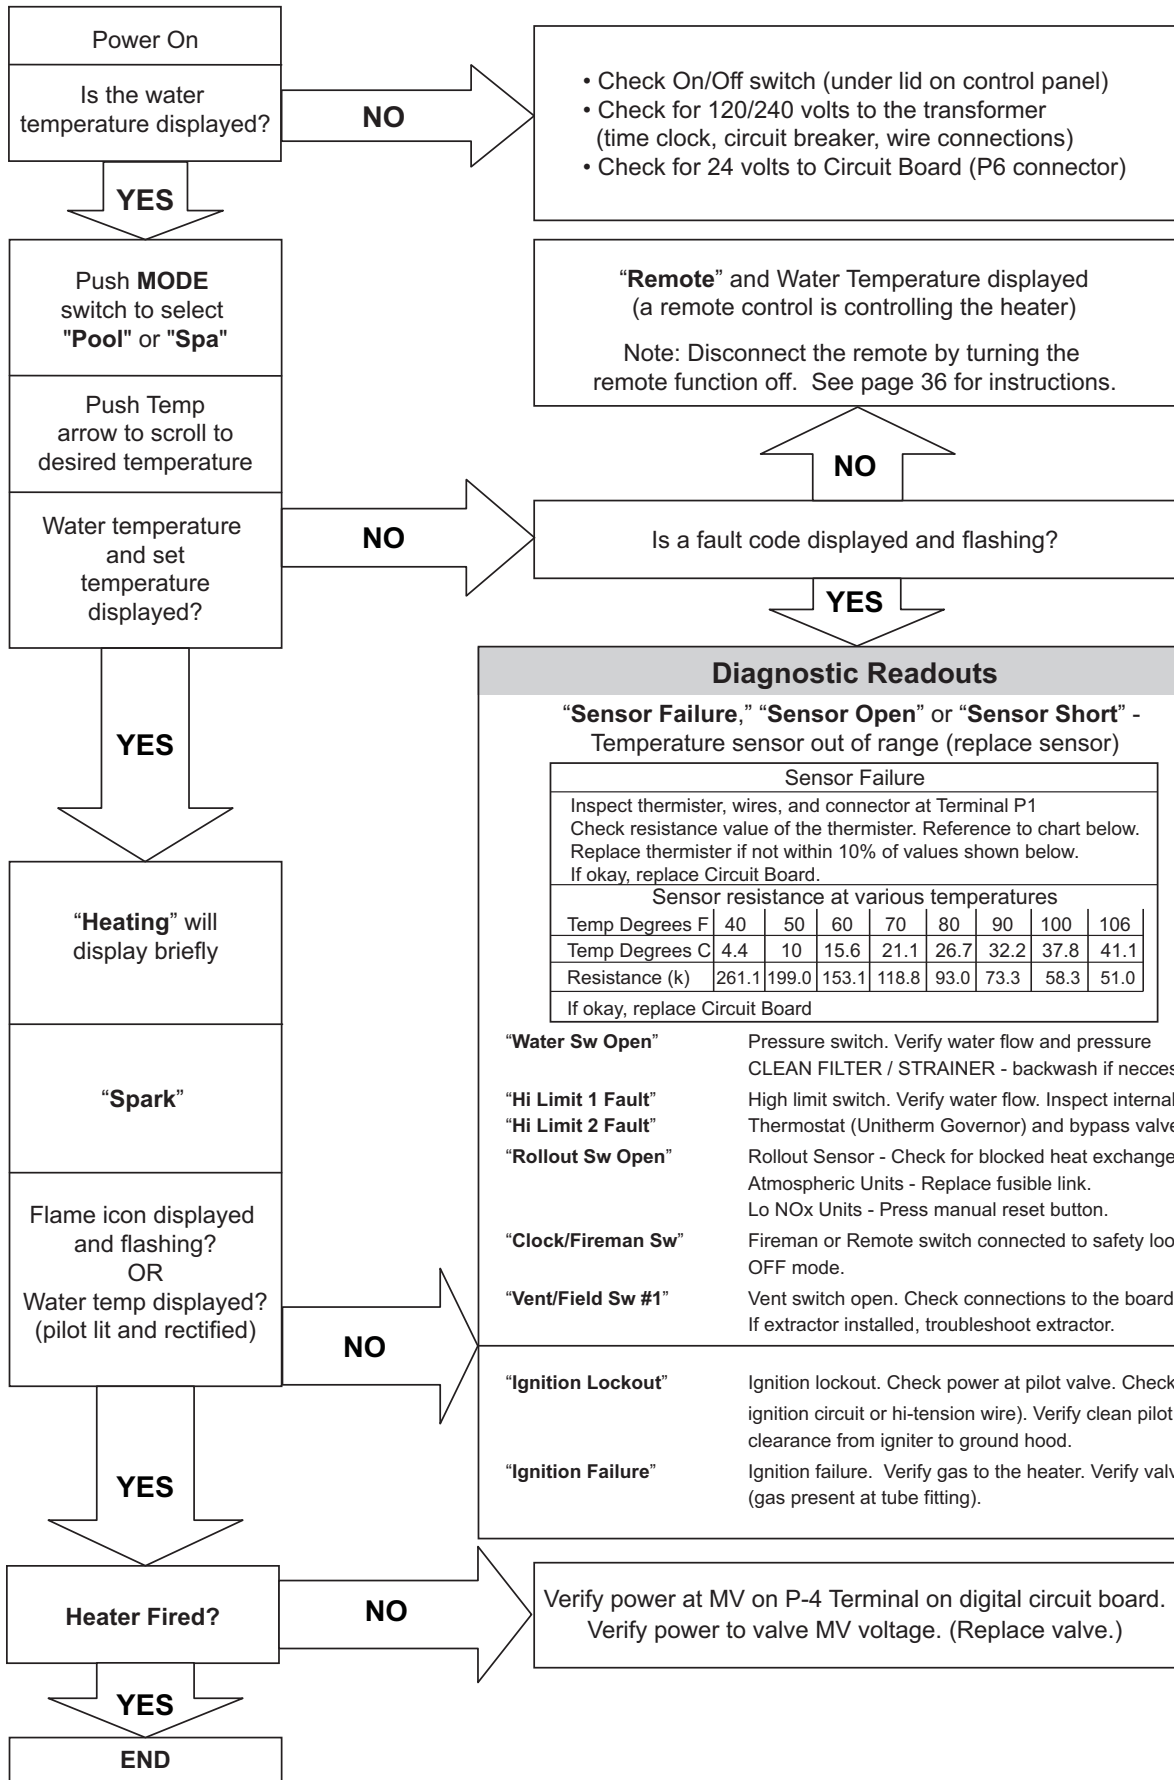 Power On
Is the water
temperature displayed?
NO
• Check On/Off switch (under lid on control panel)
• Check for 120/240 volts to the transformer
(time clock, circuit breaker, wire connections)
• Check for 24 volts to Circuit Board (P6 connector)
YES
Push MODE
switch to select
"Pool" or "Spa"
Push Temp
arrow to scroll to
desired temperature
Water temperature
and set
temperature
displayed?
NO
Is a fault code displayed and flashing?
NO
“Remote” and Water Temperature displayed
(a remote control is controlling the heater)
Note: Disconnect the remote by turning the
remote function off. See page 36 for instructions.
YES
Diagnostic Readouts
“Sensor Failure,” “Sensor Open” or “Sensor Short” -
Temperature sensor out of range (replace sensor)
Sensor Failure
Inspect thermister, wires, and connector at Terminal P1
Check resistance value of the thermister. Reference to chart below.
Replace thermister if not within 10% of values shown below.
If okay, replace Circuit Board.
Sensor resistance at various temperatures
Temp Degrees F 40 50 60 70 80 90 100 106
Temp Degrees C 4.4 10 15.6 21.1 26.7 32.2 37.8 41.1
Resistance (k) 261.1 199.0 153.1 118.8 93.0 73.3 58.3 51.0
If okay, replace Circuit Board
“Water Sw Open” Pressure switch. Verify water flow and pressure
CLEAN FILTER / STRAINER - backwash if
“Hi Limit 1 Fault” High limit switch. Verify water flow. Inspect internal
“Hi Limit 2 Fault” Thermostat (Unitherm Governor) and bypass
“Rollout Sw Open” Rollout Sensor - Check for blocked heat
Atmospheric Units - Replace fusible link.
Lo NOx Units - Press manual reset button.
“Clock/Fireman Sw” Fireman or Remote switch connected to safety
OFF mode.
“Vent/Field Sw #1” Vent switch open. Check connections to the board
If extractor installed, troubleshoot extractor.
“Ignition Lockout” Ignition lockout. Check power at pilot valve. Check
ignition circuit or hi-tension wire). Verify clean pilot
clearance from igniter to ground hood.
“Ignition Failure” Ignition failure. Verify gas to the heater. Verify
(gas present at tube fitting).
YES
“Heating” will
display briefly
“Spark”
Flame icon displayed
and flashing?
OR
Water temp displayed?
(pilot lit and rectified)
NO
YES
Heater Fired?
NO
Verify power at MV on P-4 Terminal on digital circuit board.
Verify power to valve MV voltage. (Replace valve.)
YES
END